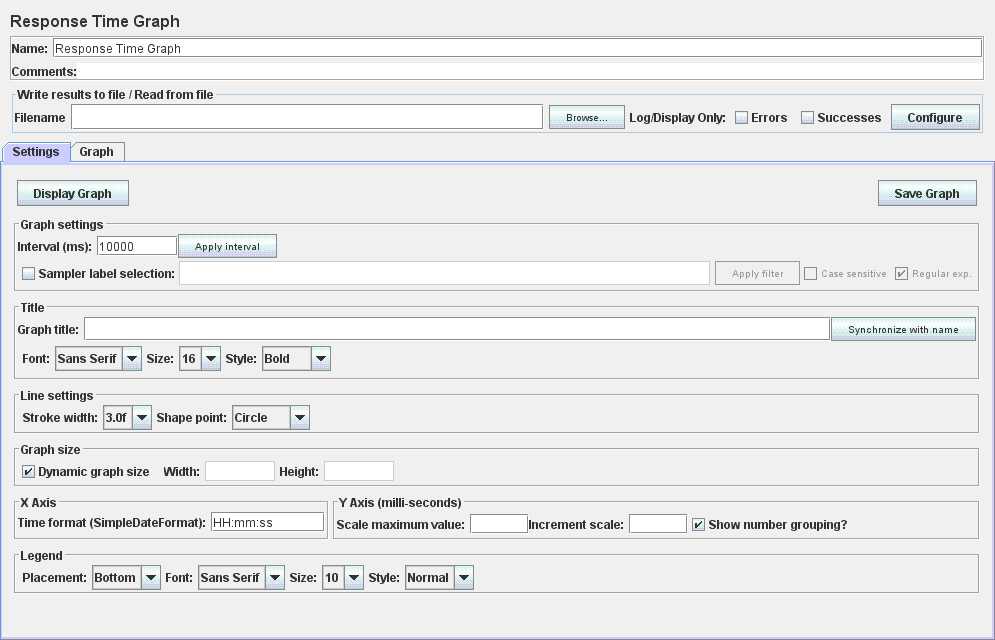 Response Time Graph
Name: Response Time Graph
Comments:
Write results to file / Read from file
Filename Browse... Log/Display Only: Errors Successes Configure
Settings Graph
Display Graph Save Graph
Graph settings
Interval (ms): 10000 Apply interval
Sampler label selection: Apply filter Case sensitive Regular exp.
Title
Graph title: Synchronize with name
Font: Sans Serif Size: 16 Style: Bold
Line settings
Stroke width: 3.0f Shape point: Circle
Graph size
Dynamic graph size Width: Height:
X Axis Y Axis (milli-seconds)
Time format (SimpleDateFormat): HH:mm:ss Scale maximum value: Increment scale: Show number grouping?
Legend
Placement: Bottom Font: Sans Serif Size: 10 Style: Normal